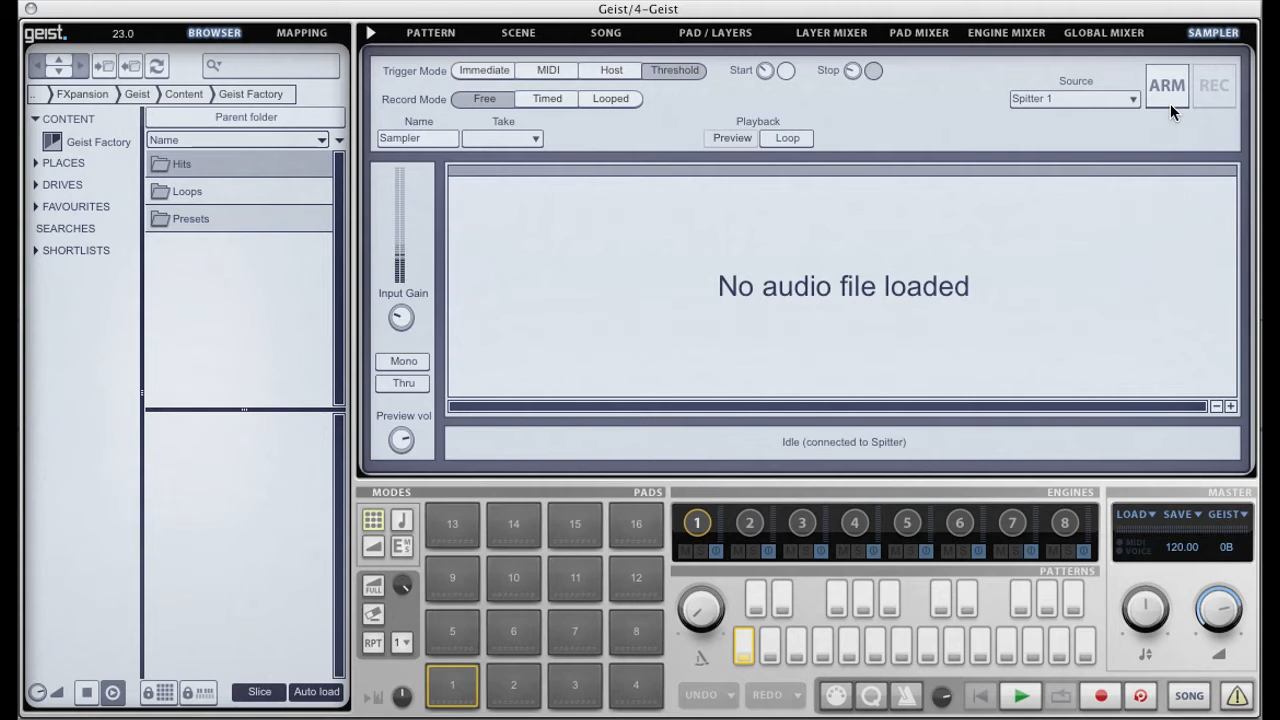 Geist/4-Geist
geist. 23.0 BROWSER MAPPING
PATTERN SCENE SONG PAD / LAYERS LAYER MIXER PAD MIXER ENGINE MIXER GLOBAL MIXER SAMPLER
.. FXpansion Geist Content Geist Factory
CONTENT
Geist Factory
PLACES
DRIVES
FAVOURITES
SEARCHES
SHORTLISTS
Parent folder
Name
Hits
Loops
Presets
Trigger Mode Immediate MIDI Host Threshold Start Stop
Record Mode Free Timed Looped
Name Take Playback
Sampler Preview Loop
Source
Spitter 1
ARM REC
Input Gain
Mono
Thru
Preview vol
No audio file loaded
Idle (connected to Spitter)
MODES PADS ENGINES MASTER
13 14 15 16
9 10 11 12
5 6 7 8
1 2 3 4
FULL
RPT 1
1 2 3 4 5 6 7 8
M S M S M S M S M S M S M S M S
PATTERNS
LOAD SAVE GEIST
MIDI
VOICE 120.00 0B
UNDO REDO SONG
Slice Auto load